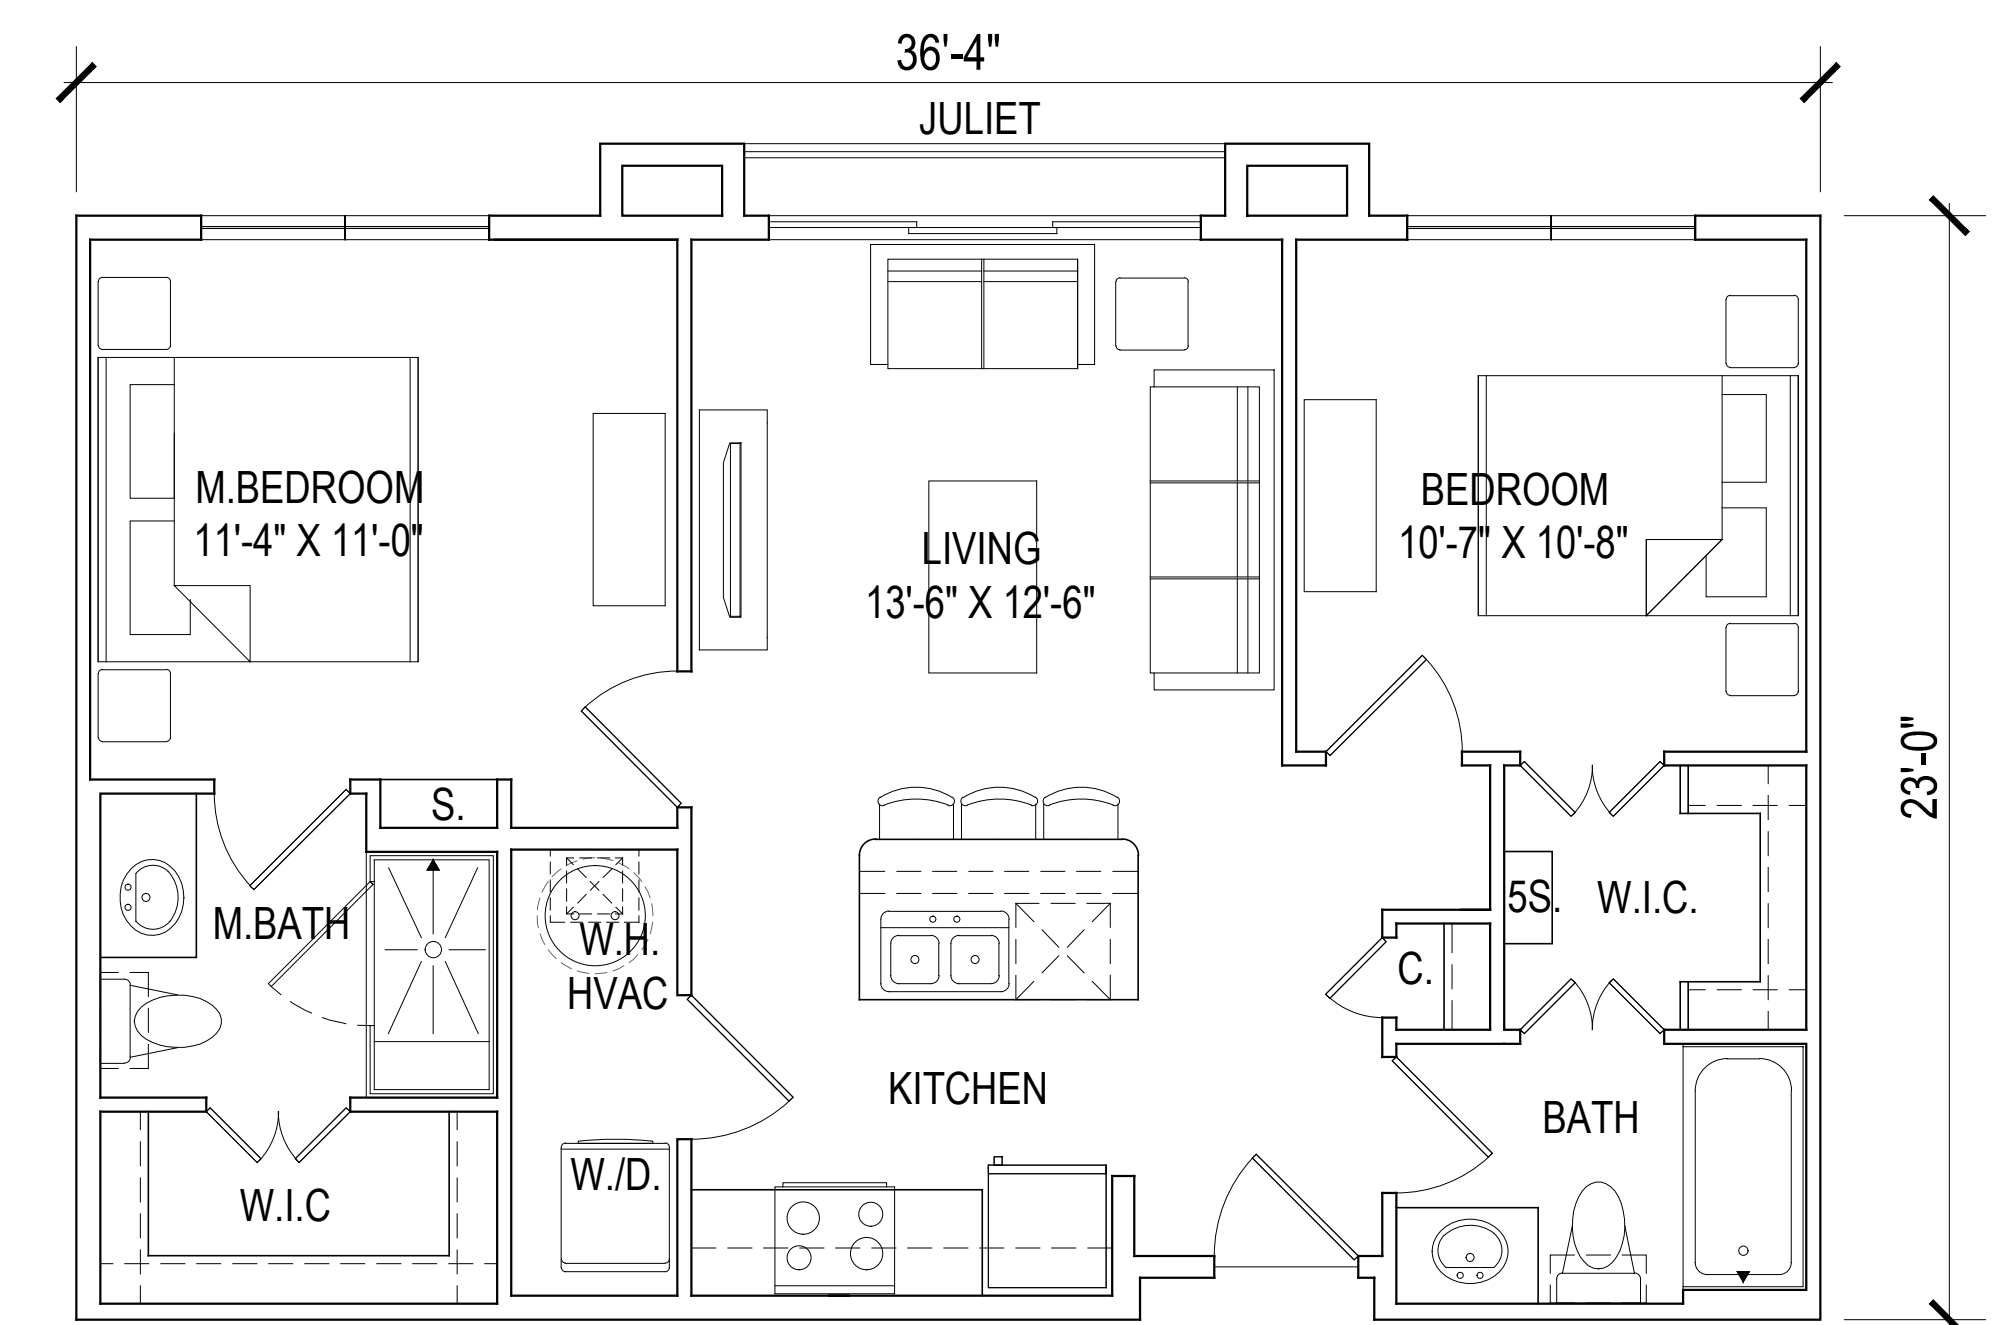 36'-4"
JULIET
M.BEDROOM
11'-4" X 11'-0"
LIVING
13'-6" X 12'-6"
BEDROOM
10'-7" X 10'-8"
23'-0"
S.
M.BATH
W.H.
HVAC
5S.
W.I.C.
C.
KITCHEN
BATH
W./D.
W.I.C